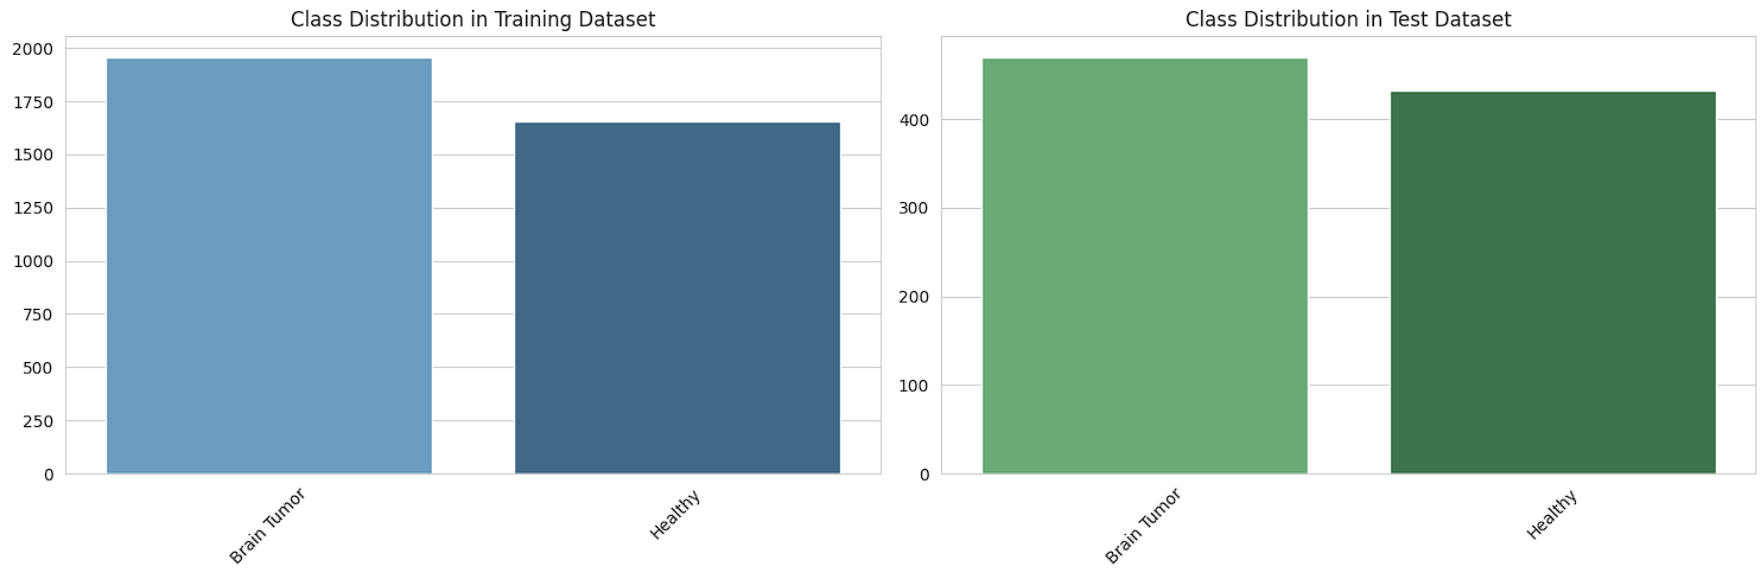 Class Distribution in Training Dataset
2000
1750
1500
1250
1000
750
500
250
0
Brain Tumor
Healthy
Class Distribution in Test Dataset
400
300
200
100
0
Brain Tumor
Healthy